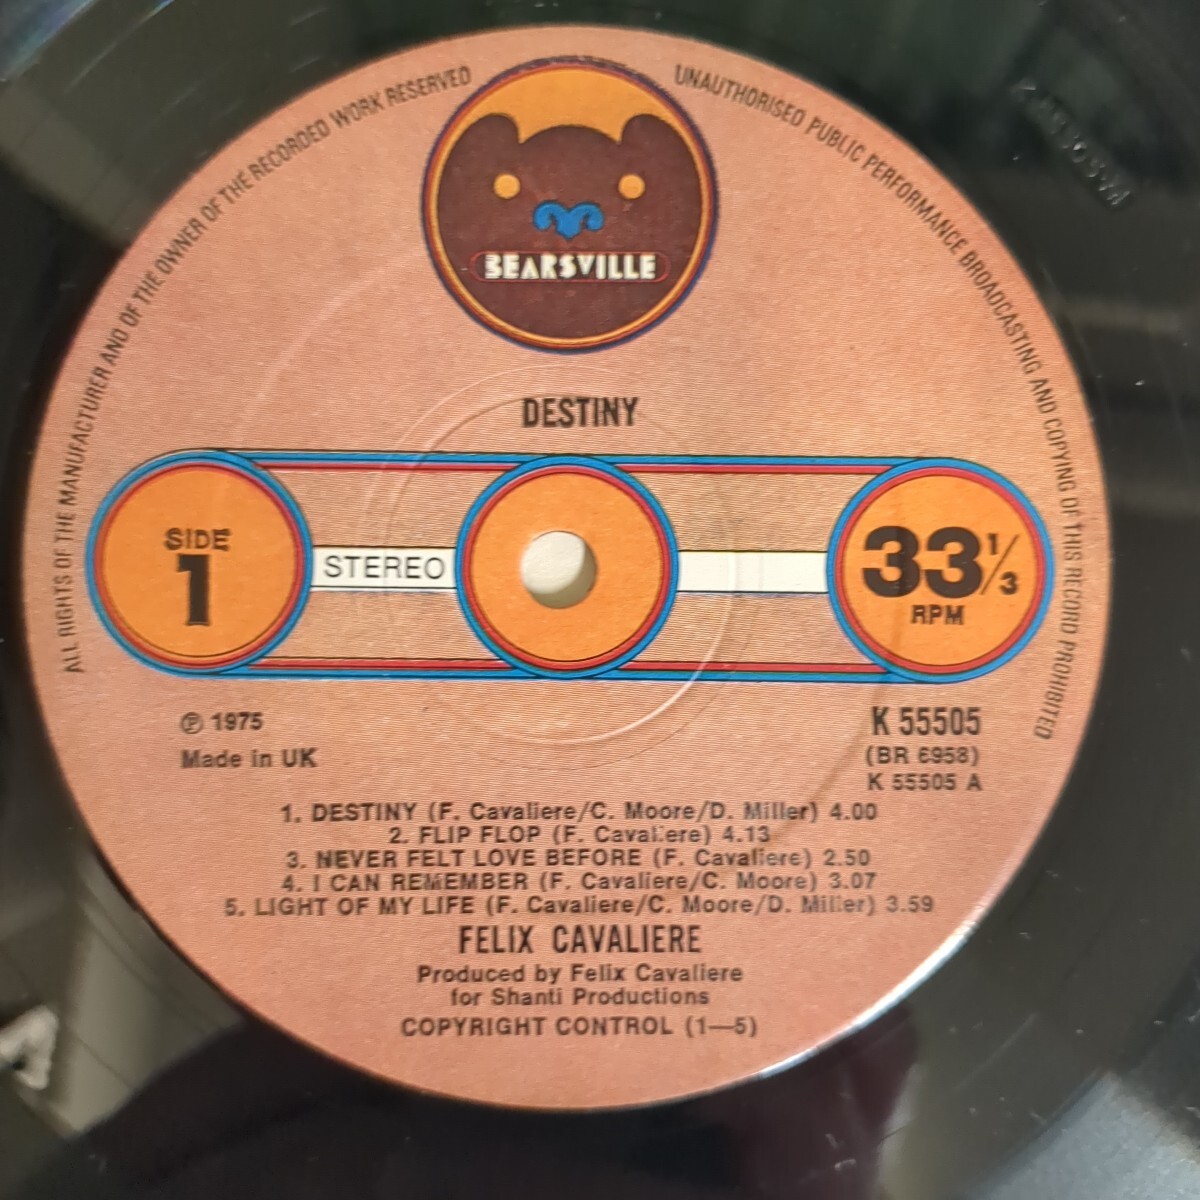 ALL RIGHTS OF THE MANUFACTURER AND OF THE OWNER OF THE RECORDED WORK RESERVED
UNAUTHORISED PUBLIC PERFORMANCE BROADCASTING AND COPYING OF THIS RECORD PROHIBITED
BEARSVILLE
DESTINY
SIDE
1
STEREO
33 1/3
RPM
℗ 1975
Made in UK
K 55505
(BR 6958)
K 55505 A
1. DESTINY (F. Cavaliere/C. Moore/D. Miller) 4.00
2. FLIP FLOP (F. Cavaliere) 4.13
3. NEVER FELT LOVE BEFORE (F. Cavaliere) 2.50
4. I CAN REMEMBER (F. Cavaliere/C. Moore) 3.07
5. LIGHT OF MY LIFE (F. Cavaliere/C. Moore/D. Miller) 3.59
FELIX CAVALIERE
Produced by Felix Cavaliere
for Shanti Productions
COPYRIGHT CONTROL (1—5)